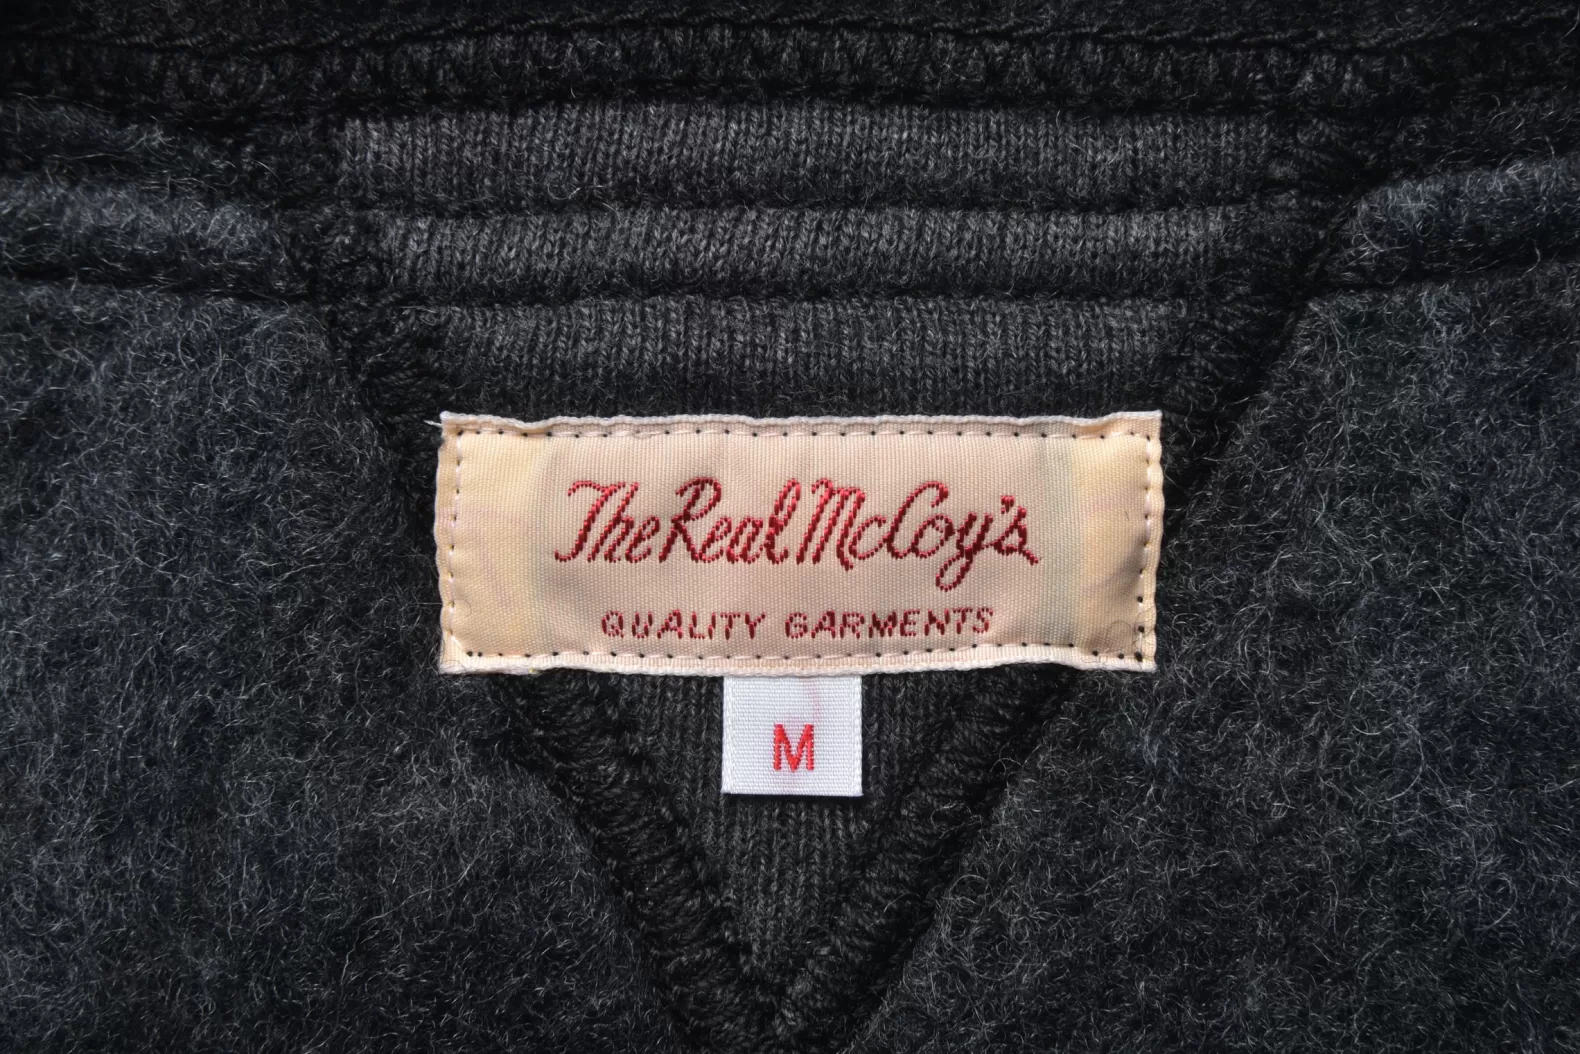 The Real McCoy's
QUALITY GARMENTS
M